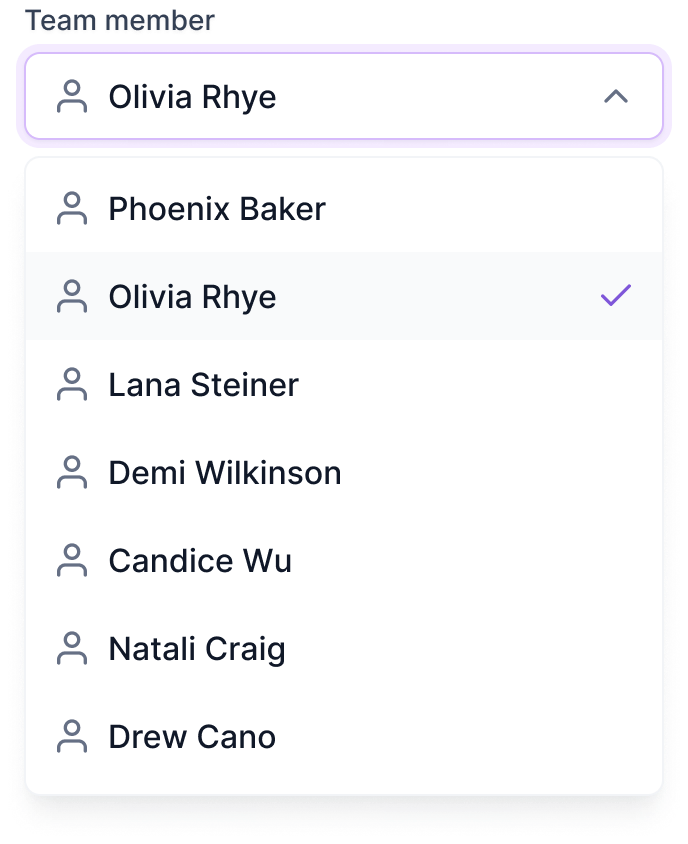 Team member
Olivia Rhye
Phoenix Baker
Olivia Rhye
Lana Steiner
Demi Wilkinson
Candice Wu
Natali Craig
Drew Cano